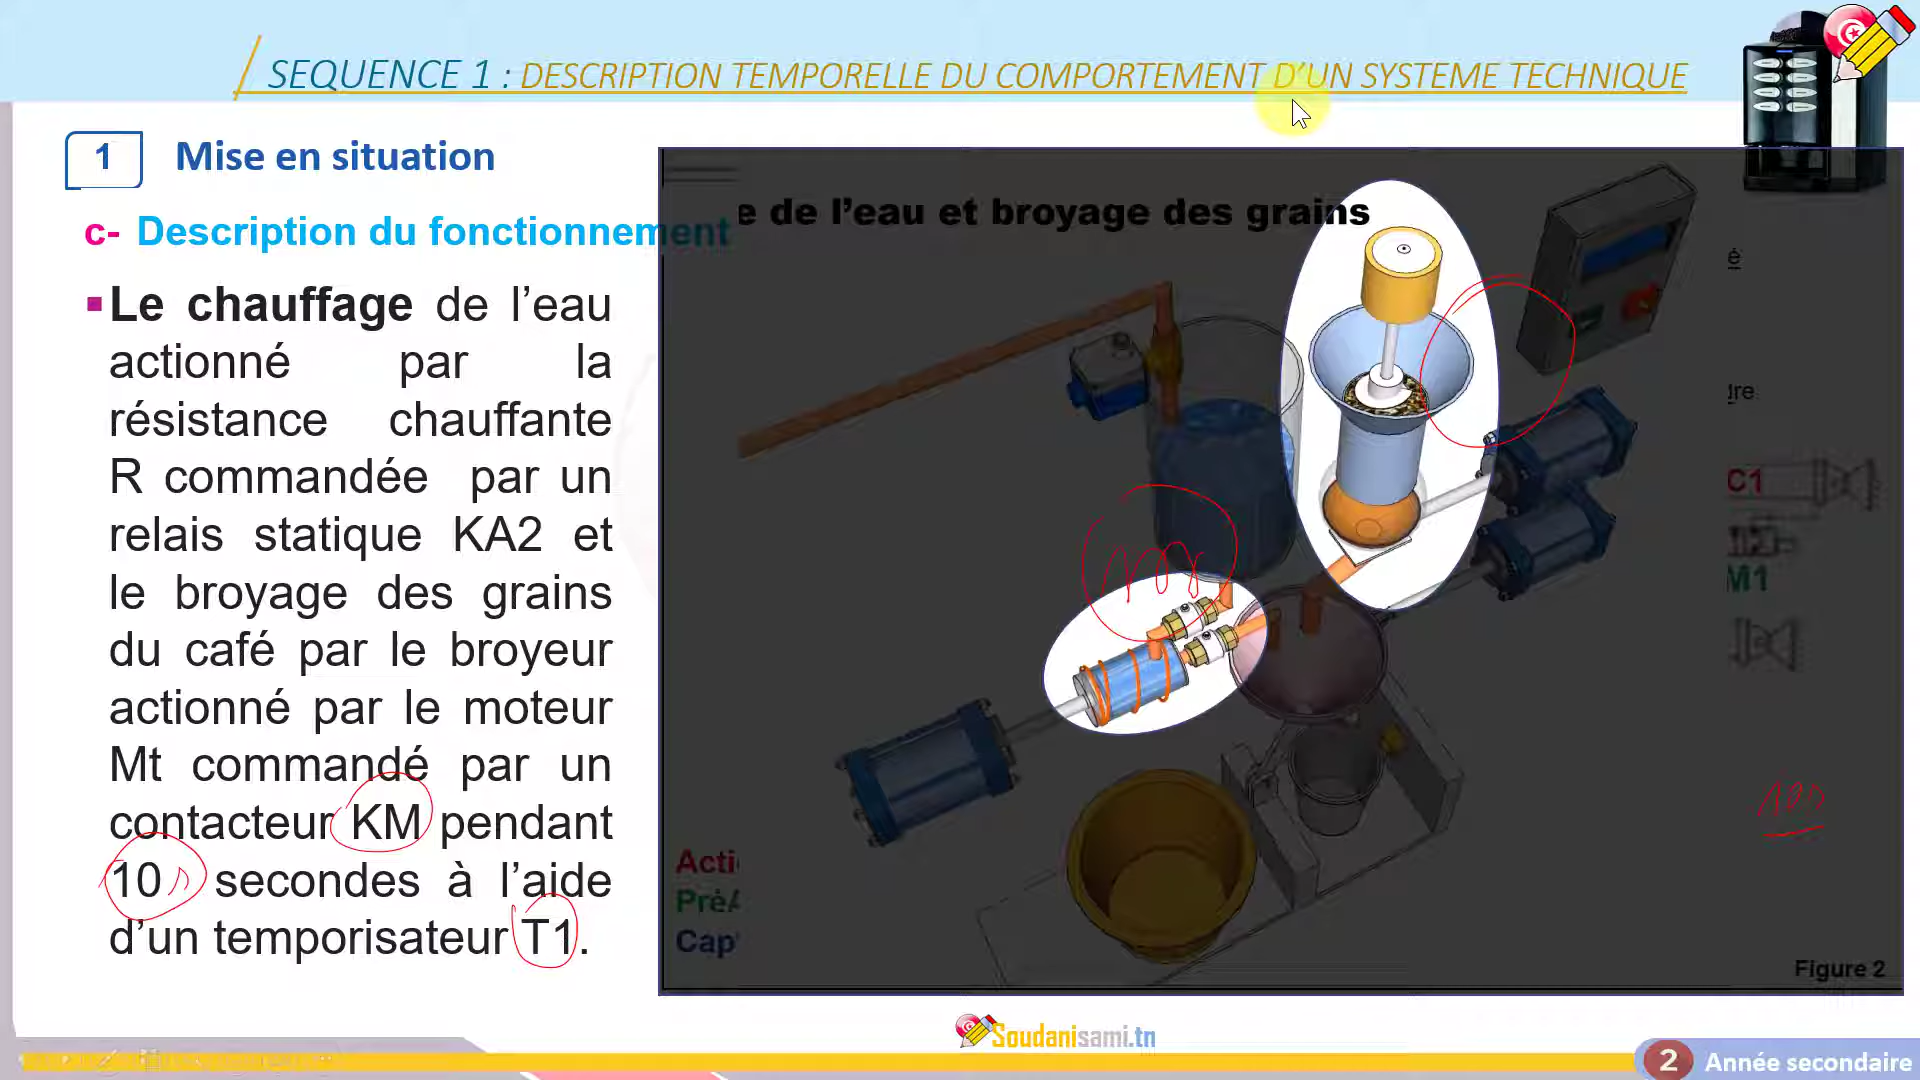 SEQUENCE 1 : DESCRIPTION TEMPORELLE DU COMPORTEMENT D’UN SYSTEME TECHNIQUE
1 Mise en situation
c- Description du fonctionnement
e de l’eau et broyage des grains
▪Le chauffage de l’eau
actionné par la
résistance chauffante
R commandée par un
relais statique KA2 et
le broyage des grains
du café par le broyeur
actionné par le moteur
Mt commandé par un
contacteur KM pendant
10 secondes à l’aide
d’un temporisateur T1.
é
C1
M1
Acti
PréA
Cap
Figure 2
Soudanisami.tn
2 Année secondaire